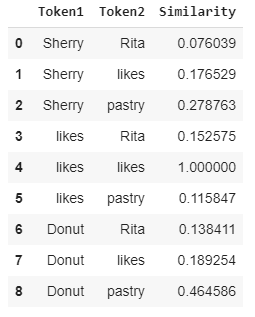 Token1 Token2 Similarity
0 Sherry Rita 0.076039
1 Sherry likes 0.176529
2 Sherry pastry 0.278763
3 likes Rita 0.152575
4 likes likes 1.000000
5 likes pastry 0.115847
6 Donut Rita 0.138411
7 Donut likes 0.189254
8 Donut pastry 0.464586